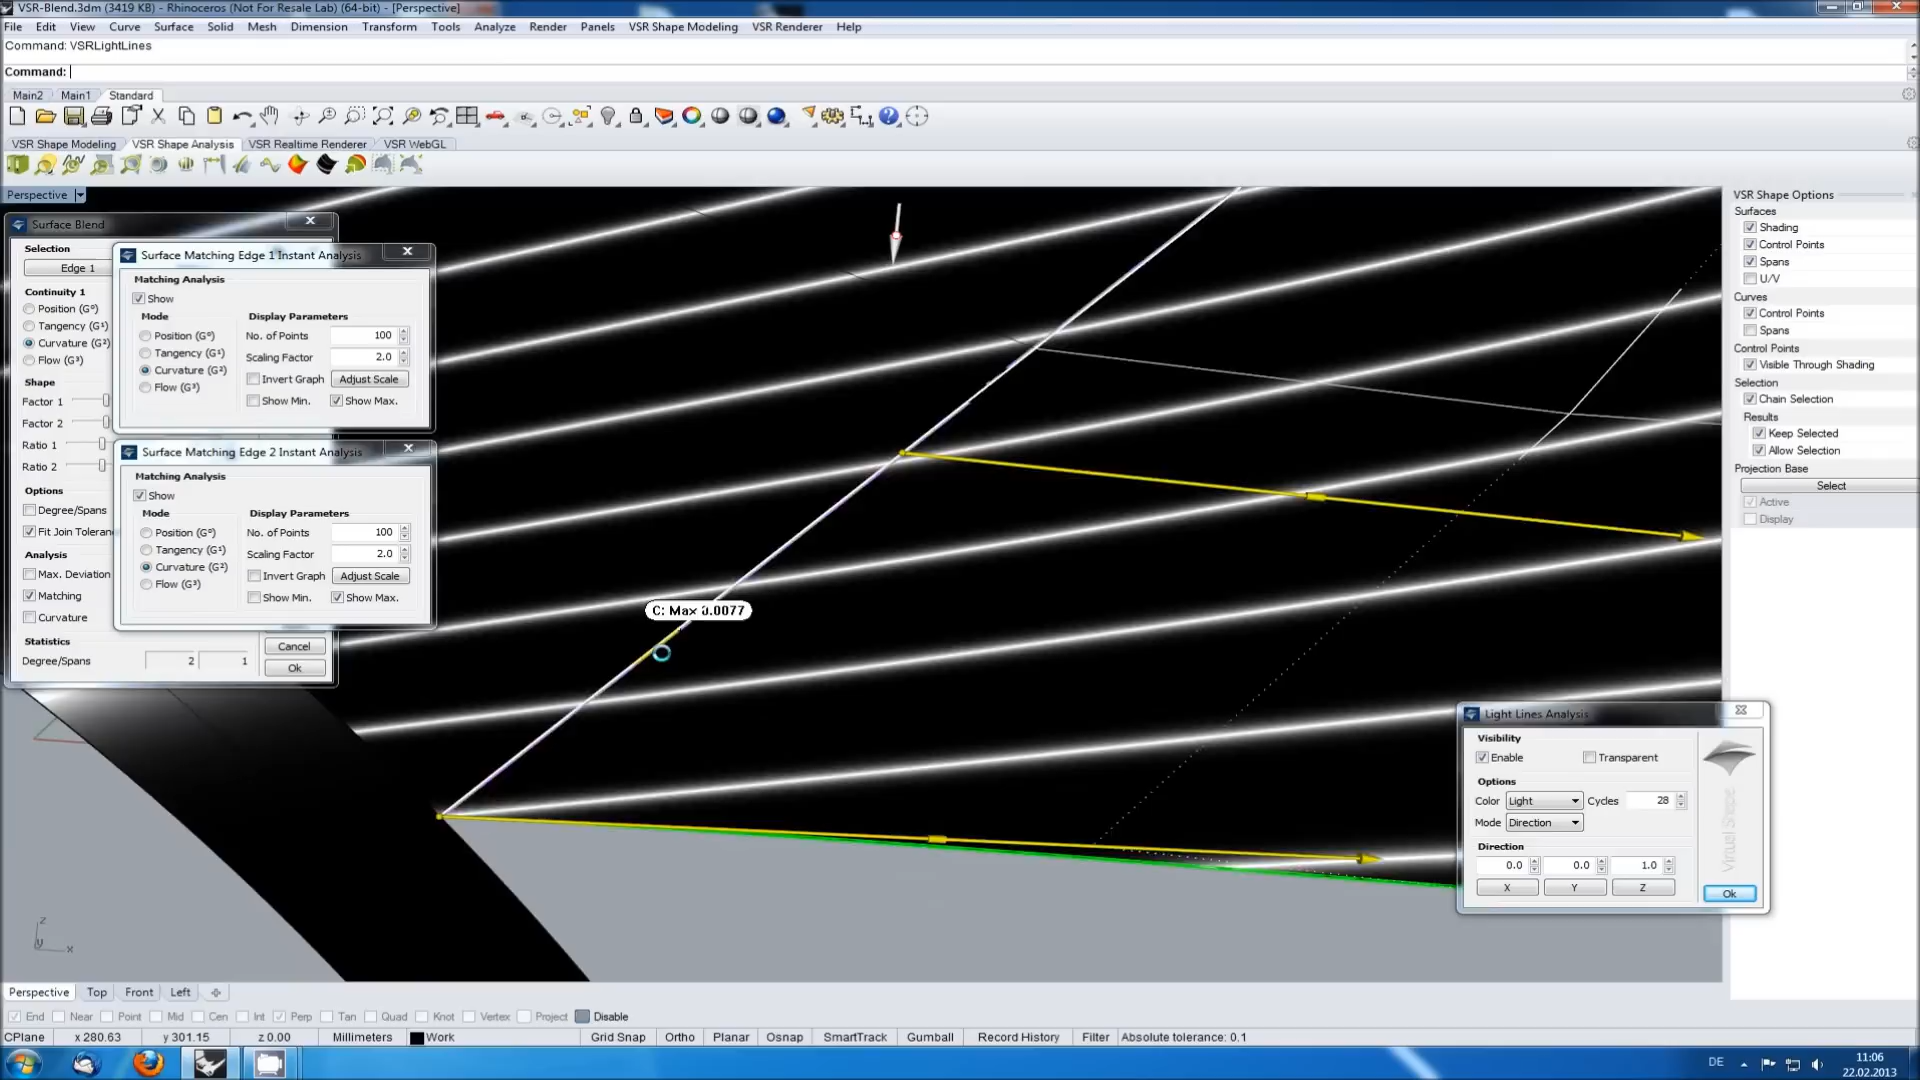 VSR-Blend.3dm (3419 KB) - Rhinoceros (Not For Resale Lab) (64-bit) - [Perspective]
File Edit View Curve Surface Solid Mesh Dimension Transform Tools Analyze Render Panels VSR Shape Modeling VSR Renderer Help
Command: VSRLightLines
Command:
Main2 Main1 Standard
VSR Shape Modeling VSR Shape Analysis VSR Realtime Renderer VSR WebGL
Perspective
Surface Blend
Selection
Edge 1
Continuity 1
Position (G⁰)
Tangency (G¹)
Curvature (G²)
Flow (G³)
Shape
Factor 1
Factor 2
Ratio 1
Ratio 2
Options
Degree/Spans
Fit Join Toleran
Analysis
Max. Deviation
Matching
Curvature
Statistics
Degree/Spans 2 1
Cancel
Ok
Surface Matching Edge 1 Instant Analysis
Matching Analysis
Show
Mode
Position (G⁰)
Tangency (G¹)
Curvature (G²)
Flow (G³)
Display Parameters
No. of Points 100
Scaling Factor 2.0
Invert Graph Adjust Scale
Show Min. Show Max.
Surface Matching Edge 2 Instant Analysis
Matching Analysis
Show
Mode
Position (G⁰)
Tangency (G¹)
Curvature (G²)
Flow (G³)
Display Parameters
No. of Points 100
Scaling Factor 2.0
Invert Graph Adjust Scale
Show Min. Show Max.
C: Max 0.0077
VSR Shape Options
Surfaces
Shading
Control Points
Spans
U/V
Curves
Control Points
Spans
Control Points
Visible Through Shading
Selection
Chain Selection
Results
Keep Selected
Allow Selection
Projection Base
Select
Active
Display
Light Lines Analysis
Visibility
Enable Transparent
Options
Color Light Cycles 28
Mode Direction
Direction
0.0 0.0 1.0
X Y Z
Virtual Shape
Ok
z
y x
Perspective Top Front Left
End Near Point Mid Cen Int Perp Tan Quad Knot Vertex Project Disable
CPlane x 280.63 y 301.15 z 0.00 Millimeters Work Grid Snap Ortho Planar Osnap SmartTrack Gumball Record History Filter Absolute tolerance: 0.1
DE
11:06
22.02.2013